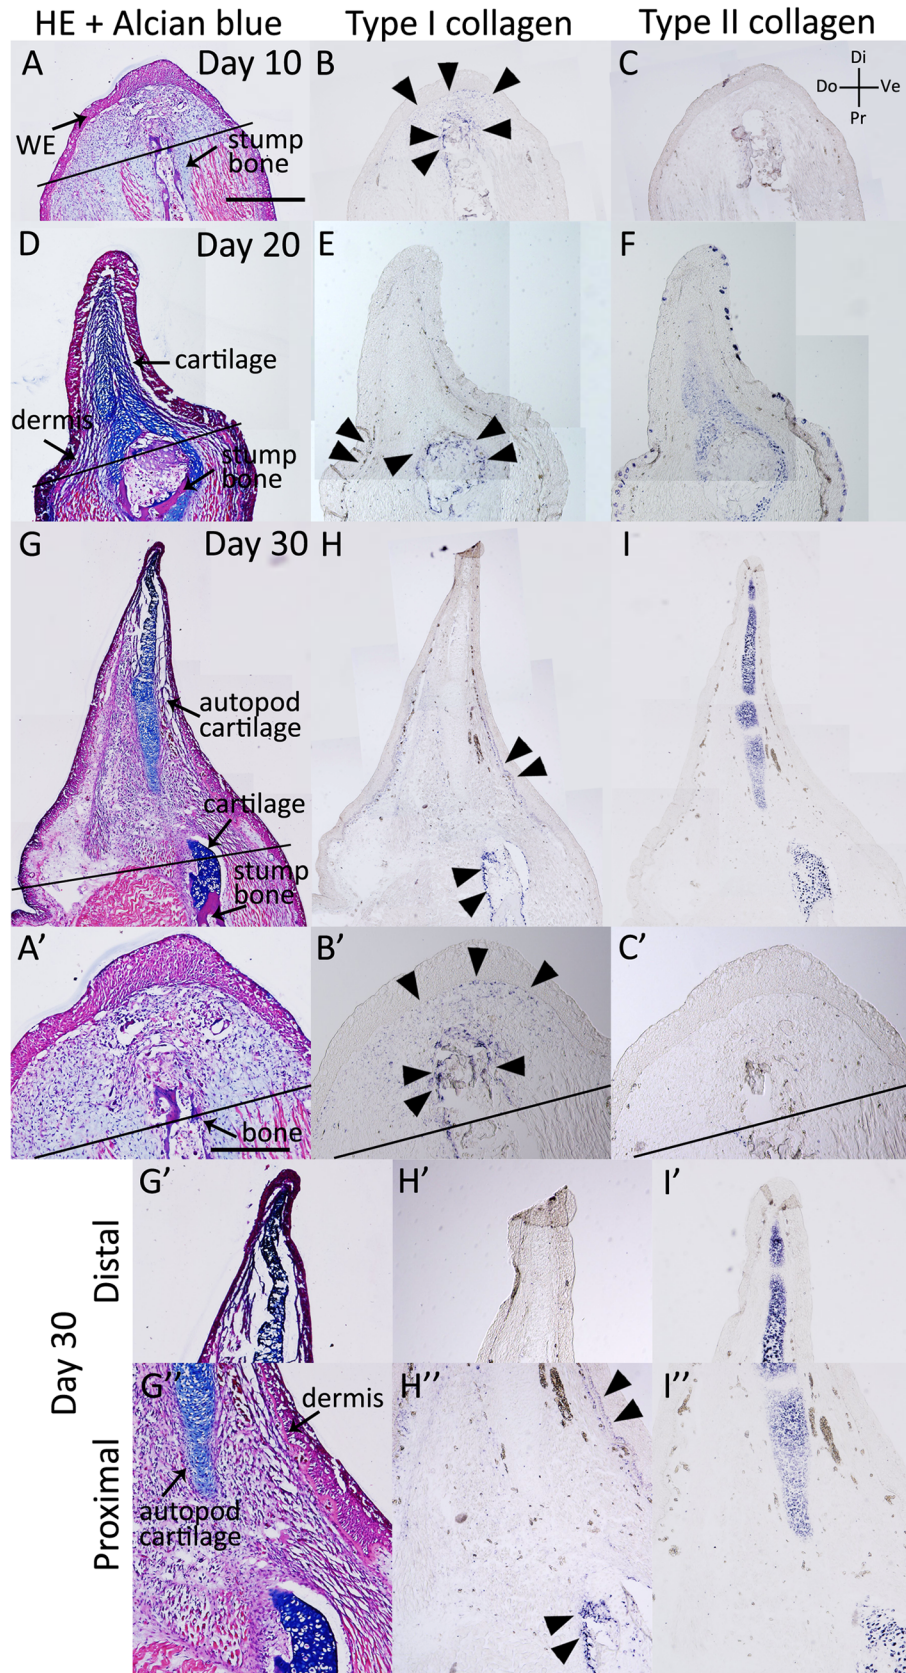 HE + Alcian blue
Type I collagen
Type II collagen
A
Day 10
B
C
Di
Do
Ve
Pr
WE
stump
bone
D
Day 20
E
F
cartilage
dermis
stump
bone
G
Day 30
H
I
autopod
cartilage
cartilage
stump
bone
A’
B’
C’
bone
Day 30
Distal
G’
H’
I’
Proximal
G’’
H’’
I’’
dermis
autopod
cartilage